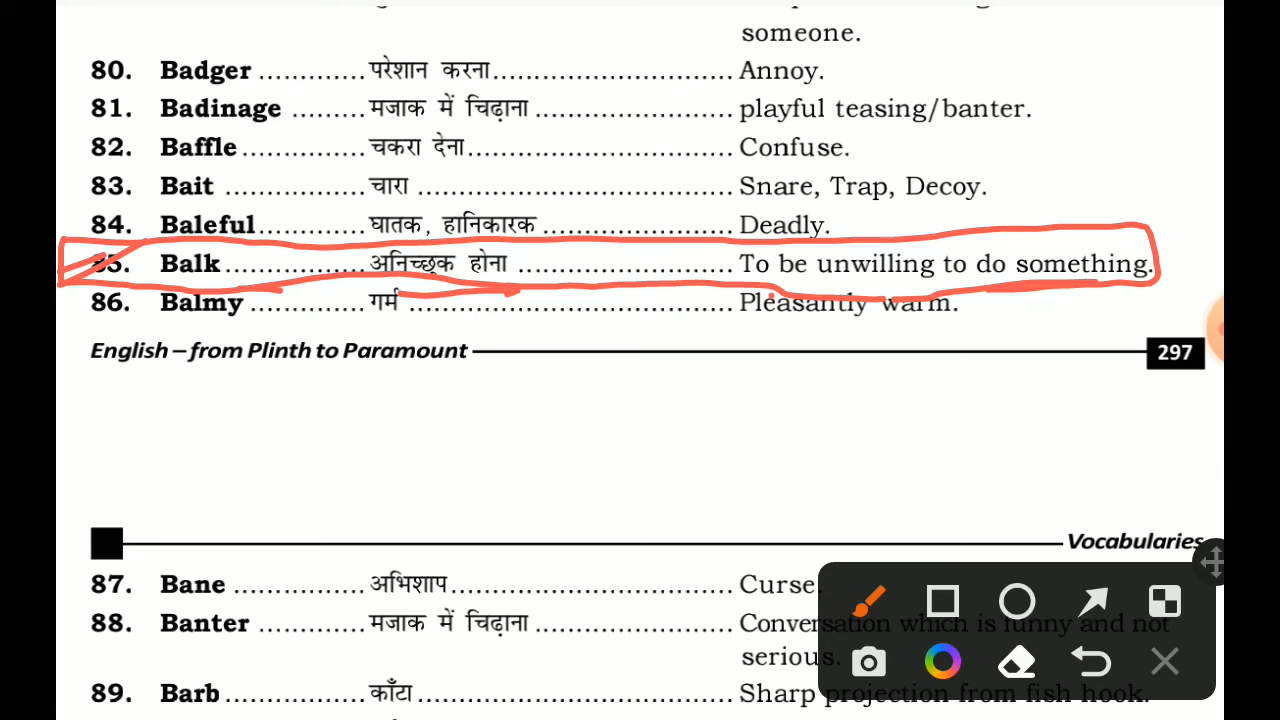 someone.
80. Badger ............. परेशान करना............................. Annoy.
81. Badinage ......... मजाक में चिढ़ाना ........................ playful teasing/banter.
82. Baffle............... चकरा देना................................ Confuse.
83. Bait ................. चारा ...................................... Snare, Trap, Decoy.
84. Baleful............. घातक, हानिकारक ....................... Deadly.
85. Balk................. अनिच्छुक होना .......................... To be unwilling to do something.
86. Balmy .............. गर्म ....................................... Pleasantly warm.
English – from Plinth to Paramount 297
Vocabularies
87. Bane ................ अभिशाप.................................. Curse.
88. Banter ............. मजाक में चिढ़ाना ........................ Conversation which is funny and not
serious.
89. Barb ................ काँटा ...................................... Sharp projection from fish hook.